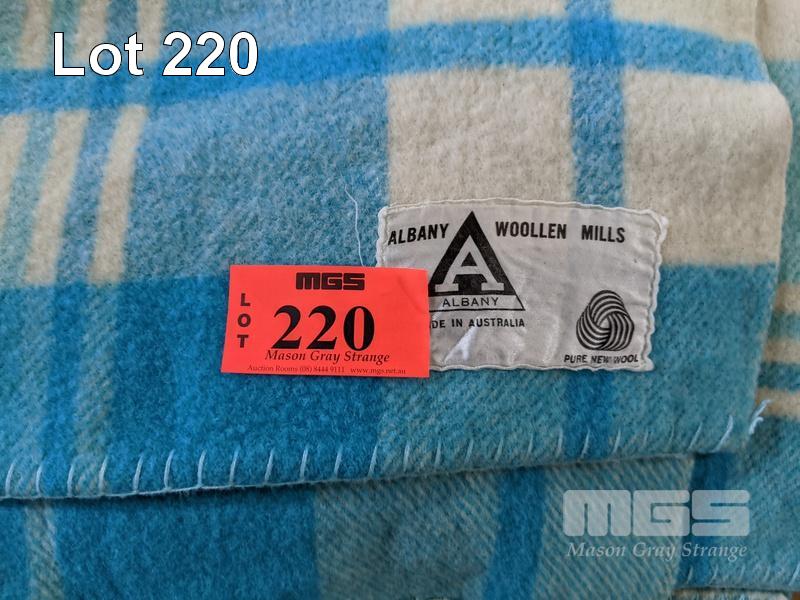 Lot 220
ALBANY WOOLLEN MILLS
A
ALBANY
DE IN AUSTRALIA
PURE NEW WOOL
MGS
LOT
220
Mason Gray Strange
Auction Rooms (08) 8444 9111 www.mgs.net.au
MGS
Mason Gray Strange